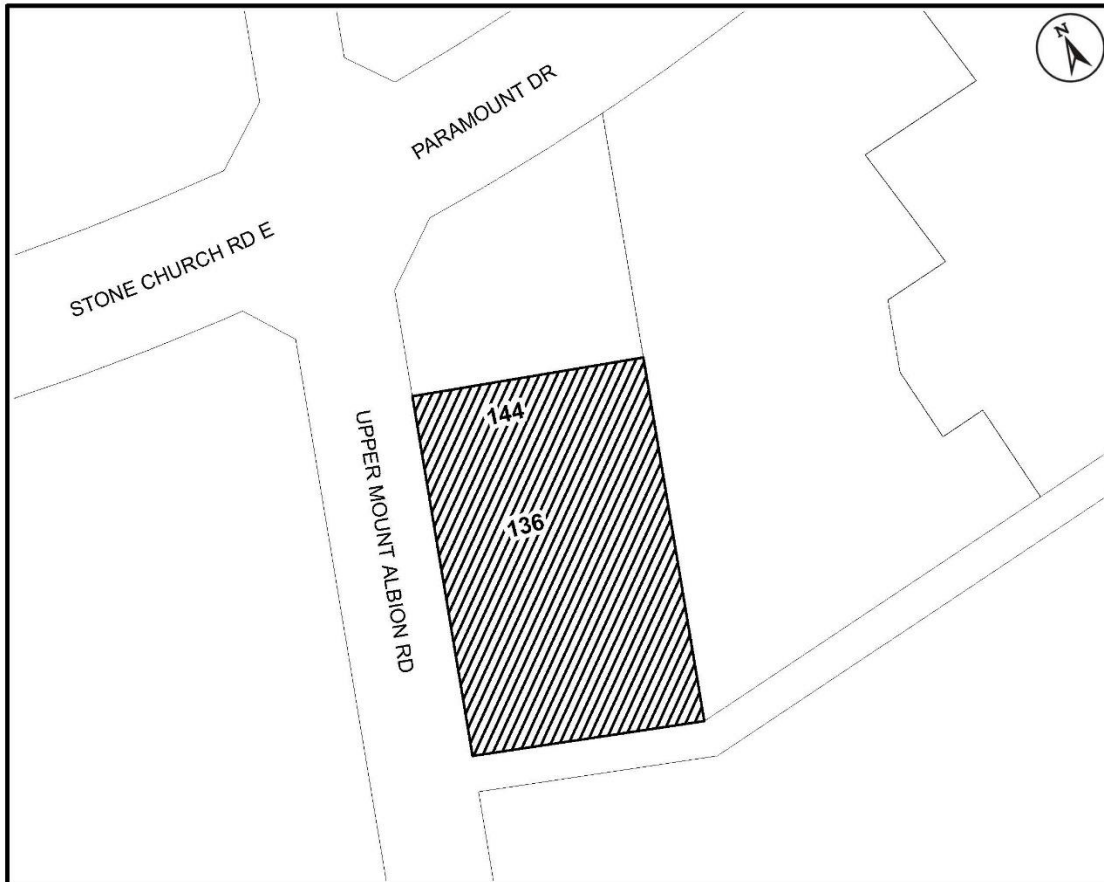 N
PARAMOUNT DR
STONE CHURCH RD E
144
UPPER MOUNT ALBION RD
136